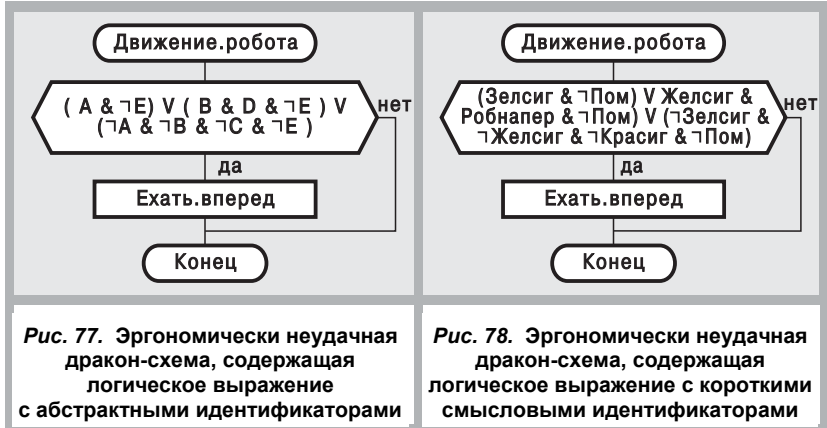 Движение.робота
( A & ¬E) V ( B & D & ¬E ) V
(¬A & ¬B & ¬C & ¬E )
нет
да
Ехать.вперед
Конец
Рис. 77. Эргономически неудачная
дракон-схема, содержащая
логическое выражение
с абстрактными идентификаторами
Движение.робота
(Зелсиг & ¬Пом) V Желсиг &
Робнапер & ¬Пом) V (¬Зелсиг &
¬Желсиг & ¬Красиг & ¬Пом)
нет
да
Ехать.вперед
Конец
Рис. 78. Эргономически неудачная
дракон-схема, содержащая
логическое выражение с короткими
смысловыми идентификаторами